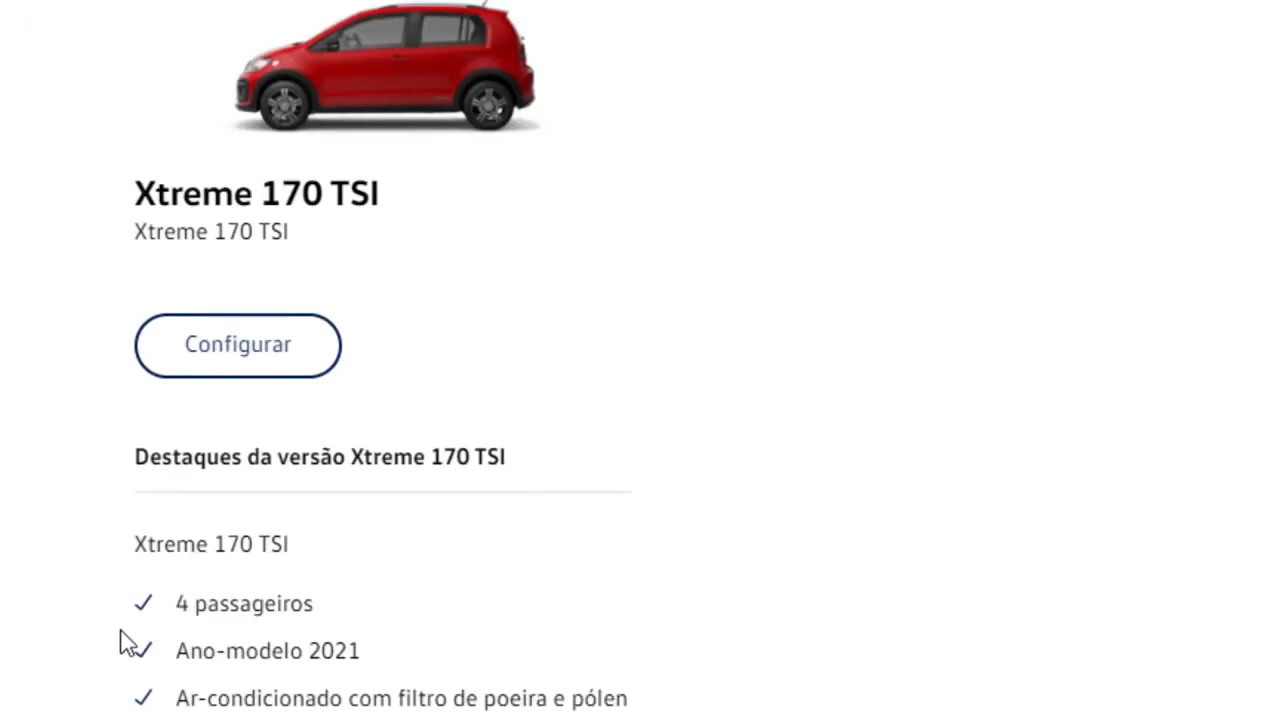 Xtreme 170 TSI
Xtreme 170 TSI
Configurar
Destaques da versão Xtreme 170 TSI
Xtreme 170 TSI
4 passageiros
Ano-modelo 2021
Ar-condicionado com filtro de poeira e pólen